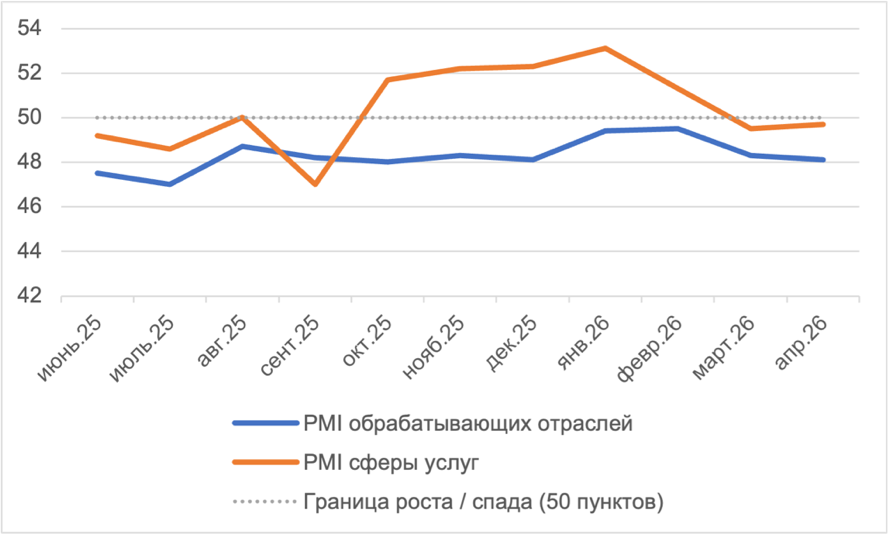 54
52
50
48
46
44
42
июнь.25
июль.25
авг.25
сент.25
окт.25
нояб.25
дек.25
янв.26
февр.26
март.26
апр.26
PMI обрабатывающих отраслей
PMI сферы услуг
Граница роста / спада (50 пунктов)